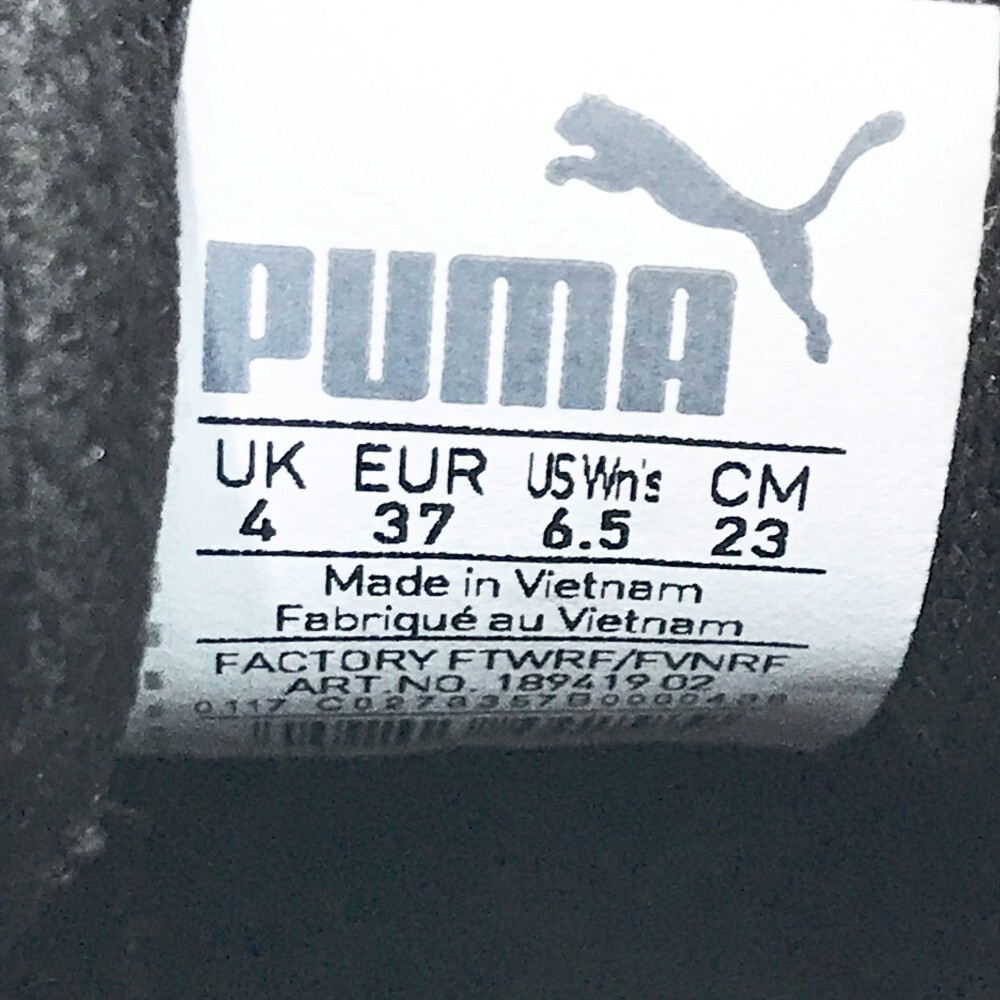 PUMA
UK EUR US Wn's CM
4 37 6.5 23
Made in Vietnam
Fabriqué au Vietnam
FACTORY FTWRF/FVNRF
ART.NO. 189419 02
0117